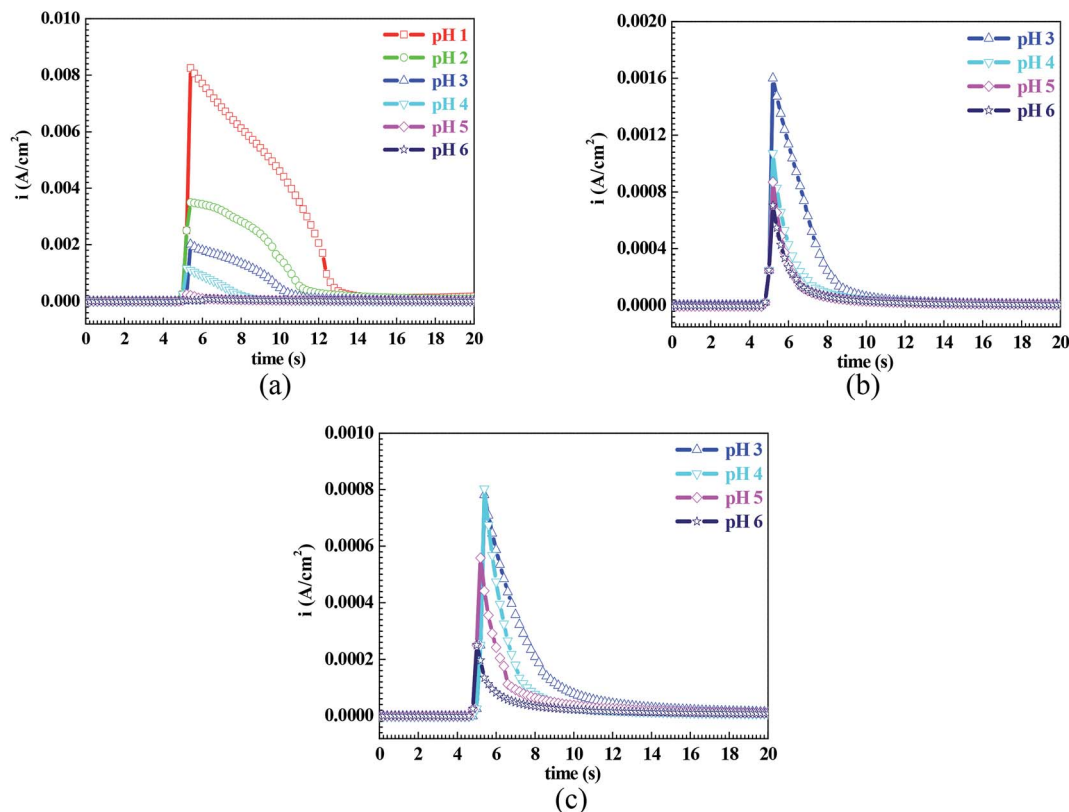 0.010
0.008
0.006
0.004
0.002
0.000
i (A/cm²)
pH 1
pH 2
pH 3
pH 4
pH 5
pH 6
0 2 4 6 8 10 12 14 16 18 20
time (s)
(a)
0.0020
0.0016
0.0012
0.0008
0.0004
0.0000
i (A/cm²)
pH 3
pH 4
pH 5
pH 6
0 2 4 6 8 10 12 14 16 18 20
time (s)
(b)
0.0010
0.0008
0.0006
0.0004
0.0002
0.0000
i (A/cm²)
pH 3
pH 4
pH 5
pH 6
0 2 4 6 8 10 12 14 16 18 20
time (s)
(c)